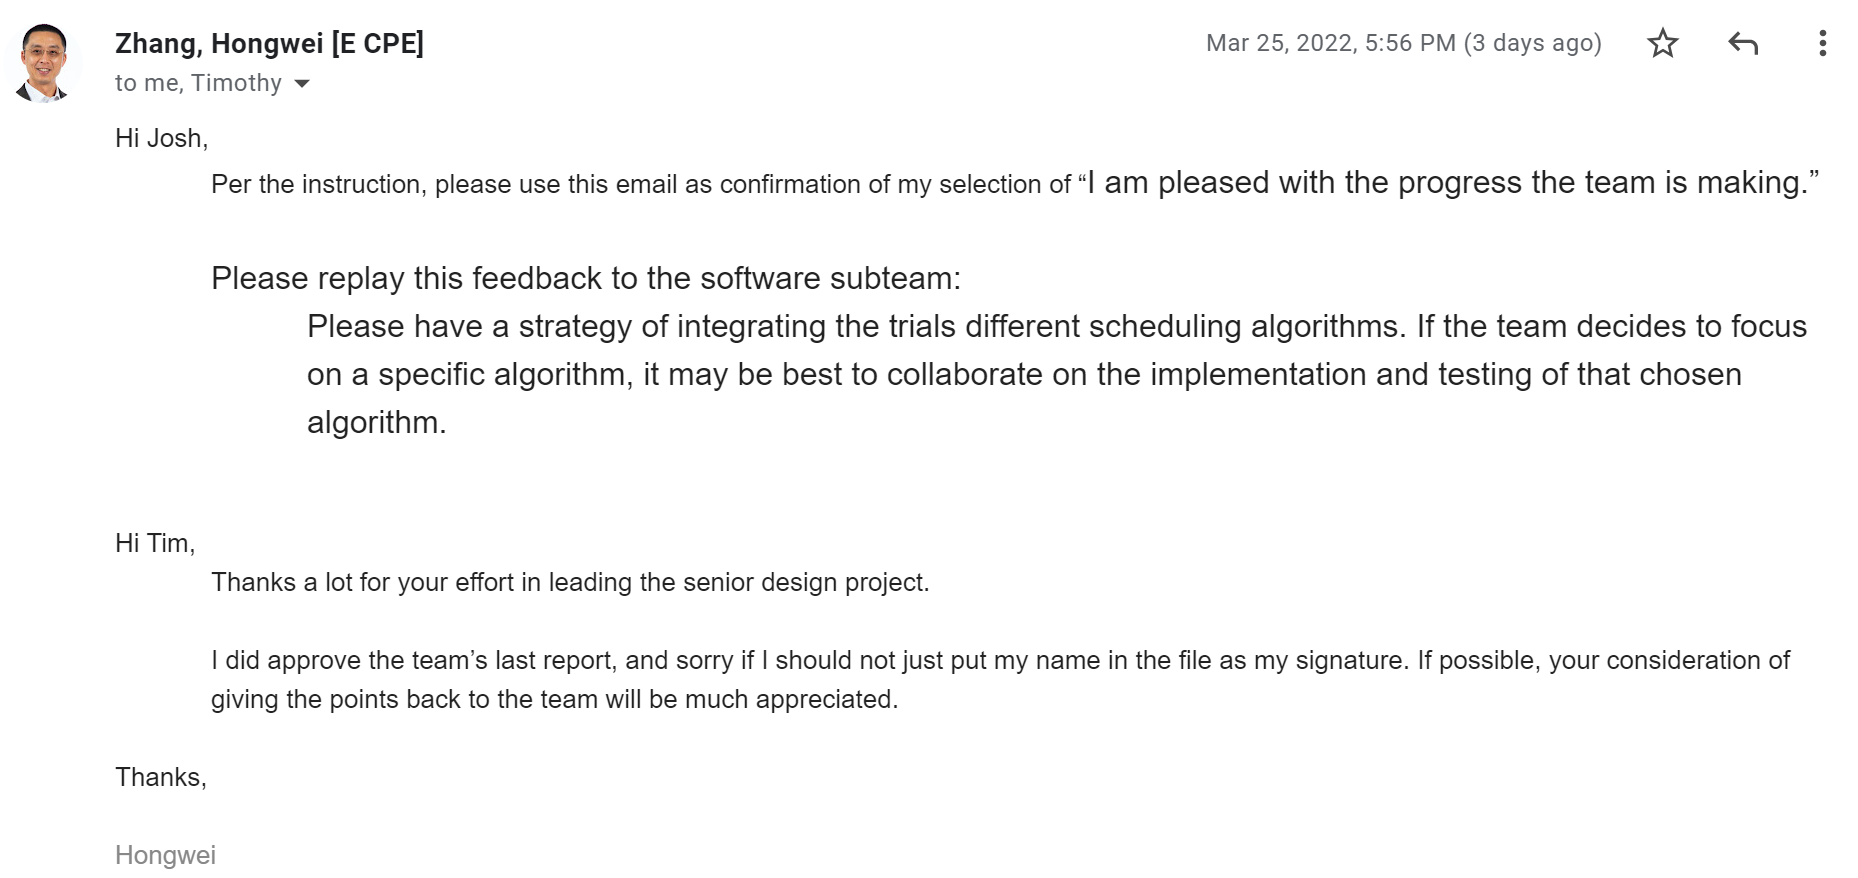 Zhang, Hongwei [E CPE]
Mar 25, 2022, 5:56 PM (3 days ago)
to me, Timothy
Hi Josh,
Per the instruction, please use this email as confirmation of my selection of “I am pleased with the progress the team is making.”
Please replay this feedback to the software subteam:
Please have a strategy of integrating the trials different scheduling algorithms. If the team decides to focus
on a specific algorithm, it may be best to collaborate on the implementation and testing of that chosen
algorithm.
Hi Tim,
Thanks a lot for your effort in leading the senior design project.
I did approve the team’s last report, and sorry if I should not just put my name in the file as my signature. If possible, your consideration of
giving the points back to the team will be much appreciated.
Thanks,
Hongwei